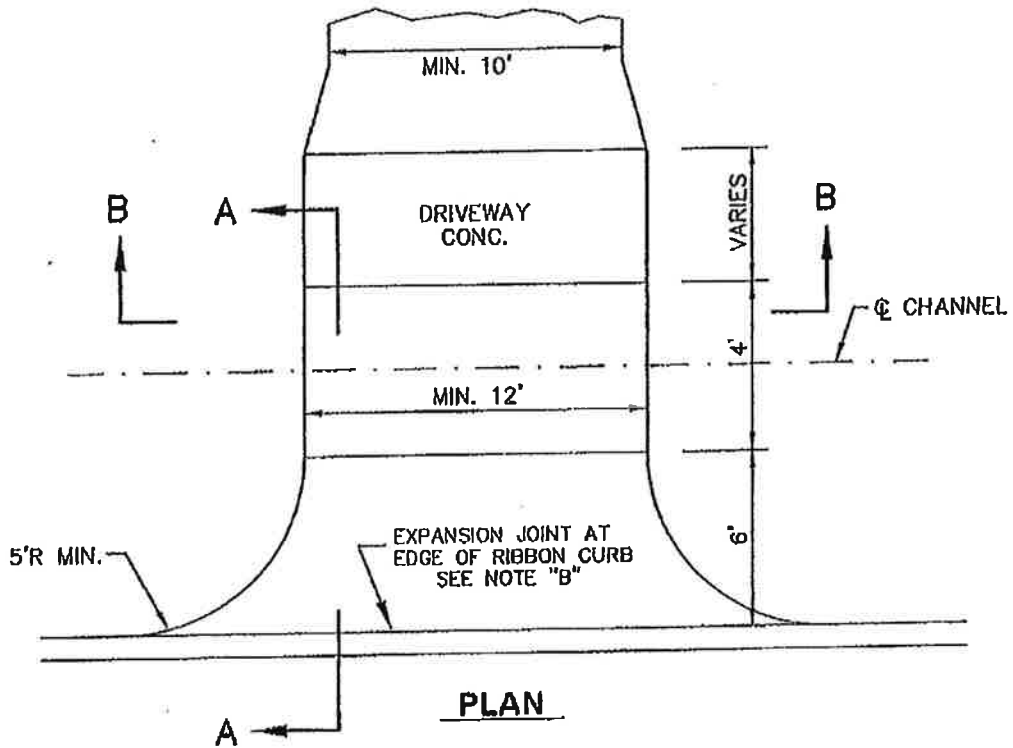 MIN. 10'
VARIES
B
A
DRIVEWAY
CONC.
B
℄ CHANNEL
4'
MIN. 12'
6'
5'R MIN.
EXPANSION JOINT AT
EDGE OF RIBBON CURB
SEE NOTE "B"
PLAN
A